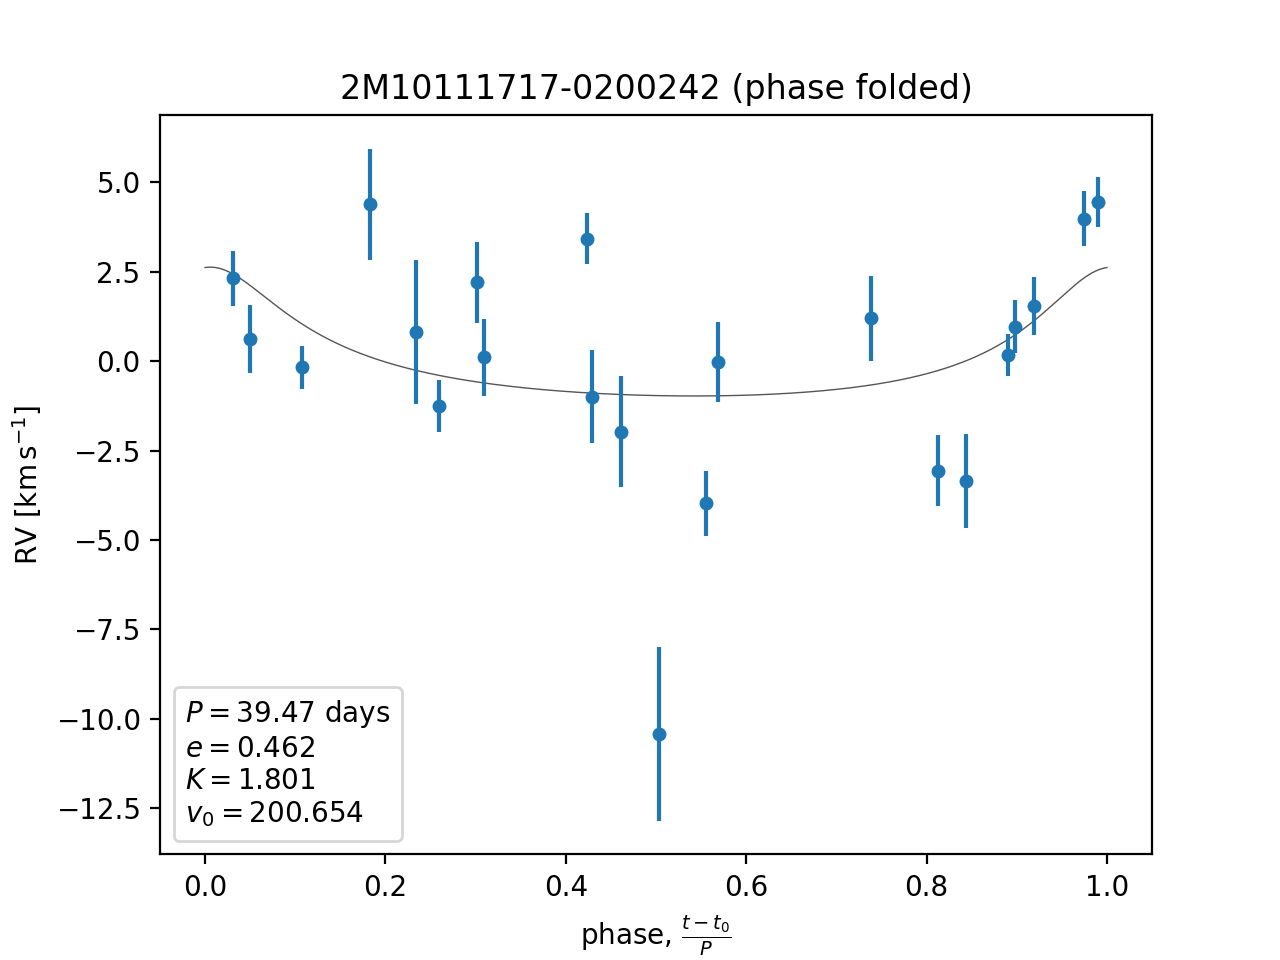 2M10111717-0200242 (phase folded)
5.0
2.5
0.0
−2.5
−5.0
−7.5
−10.0
−12.5
RV [km s⁻¹]
P = 39.47 days
e = 0.462
K = 1.801
v₀ = 200.654
0.0 0.2 0.4 0.6 0.8 1.0
phase, (t − t₀)/P